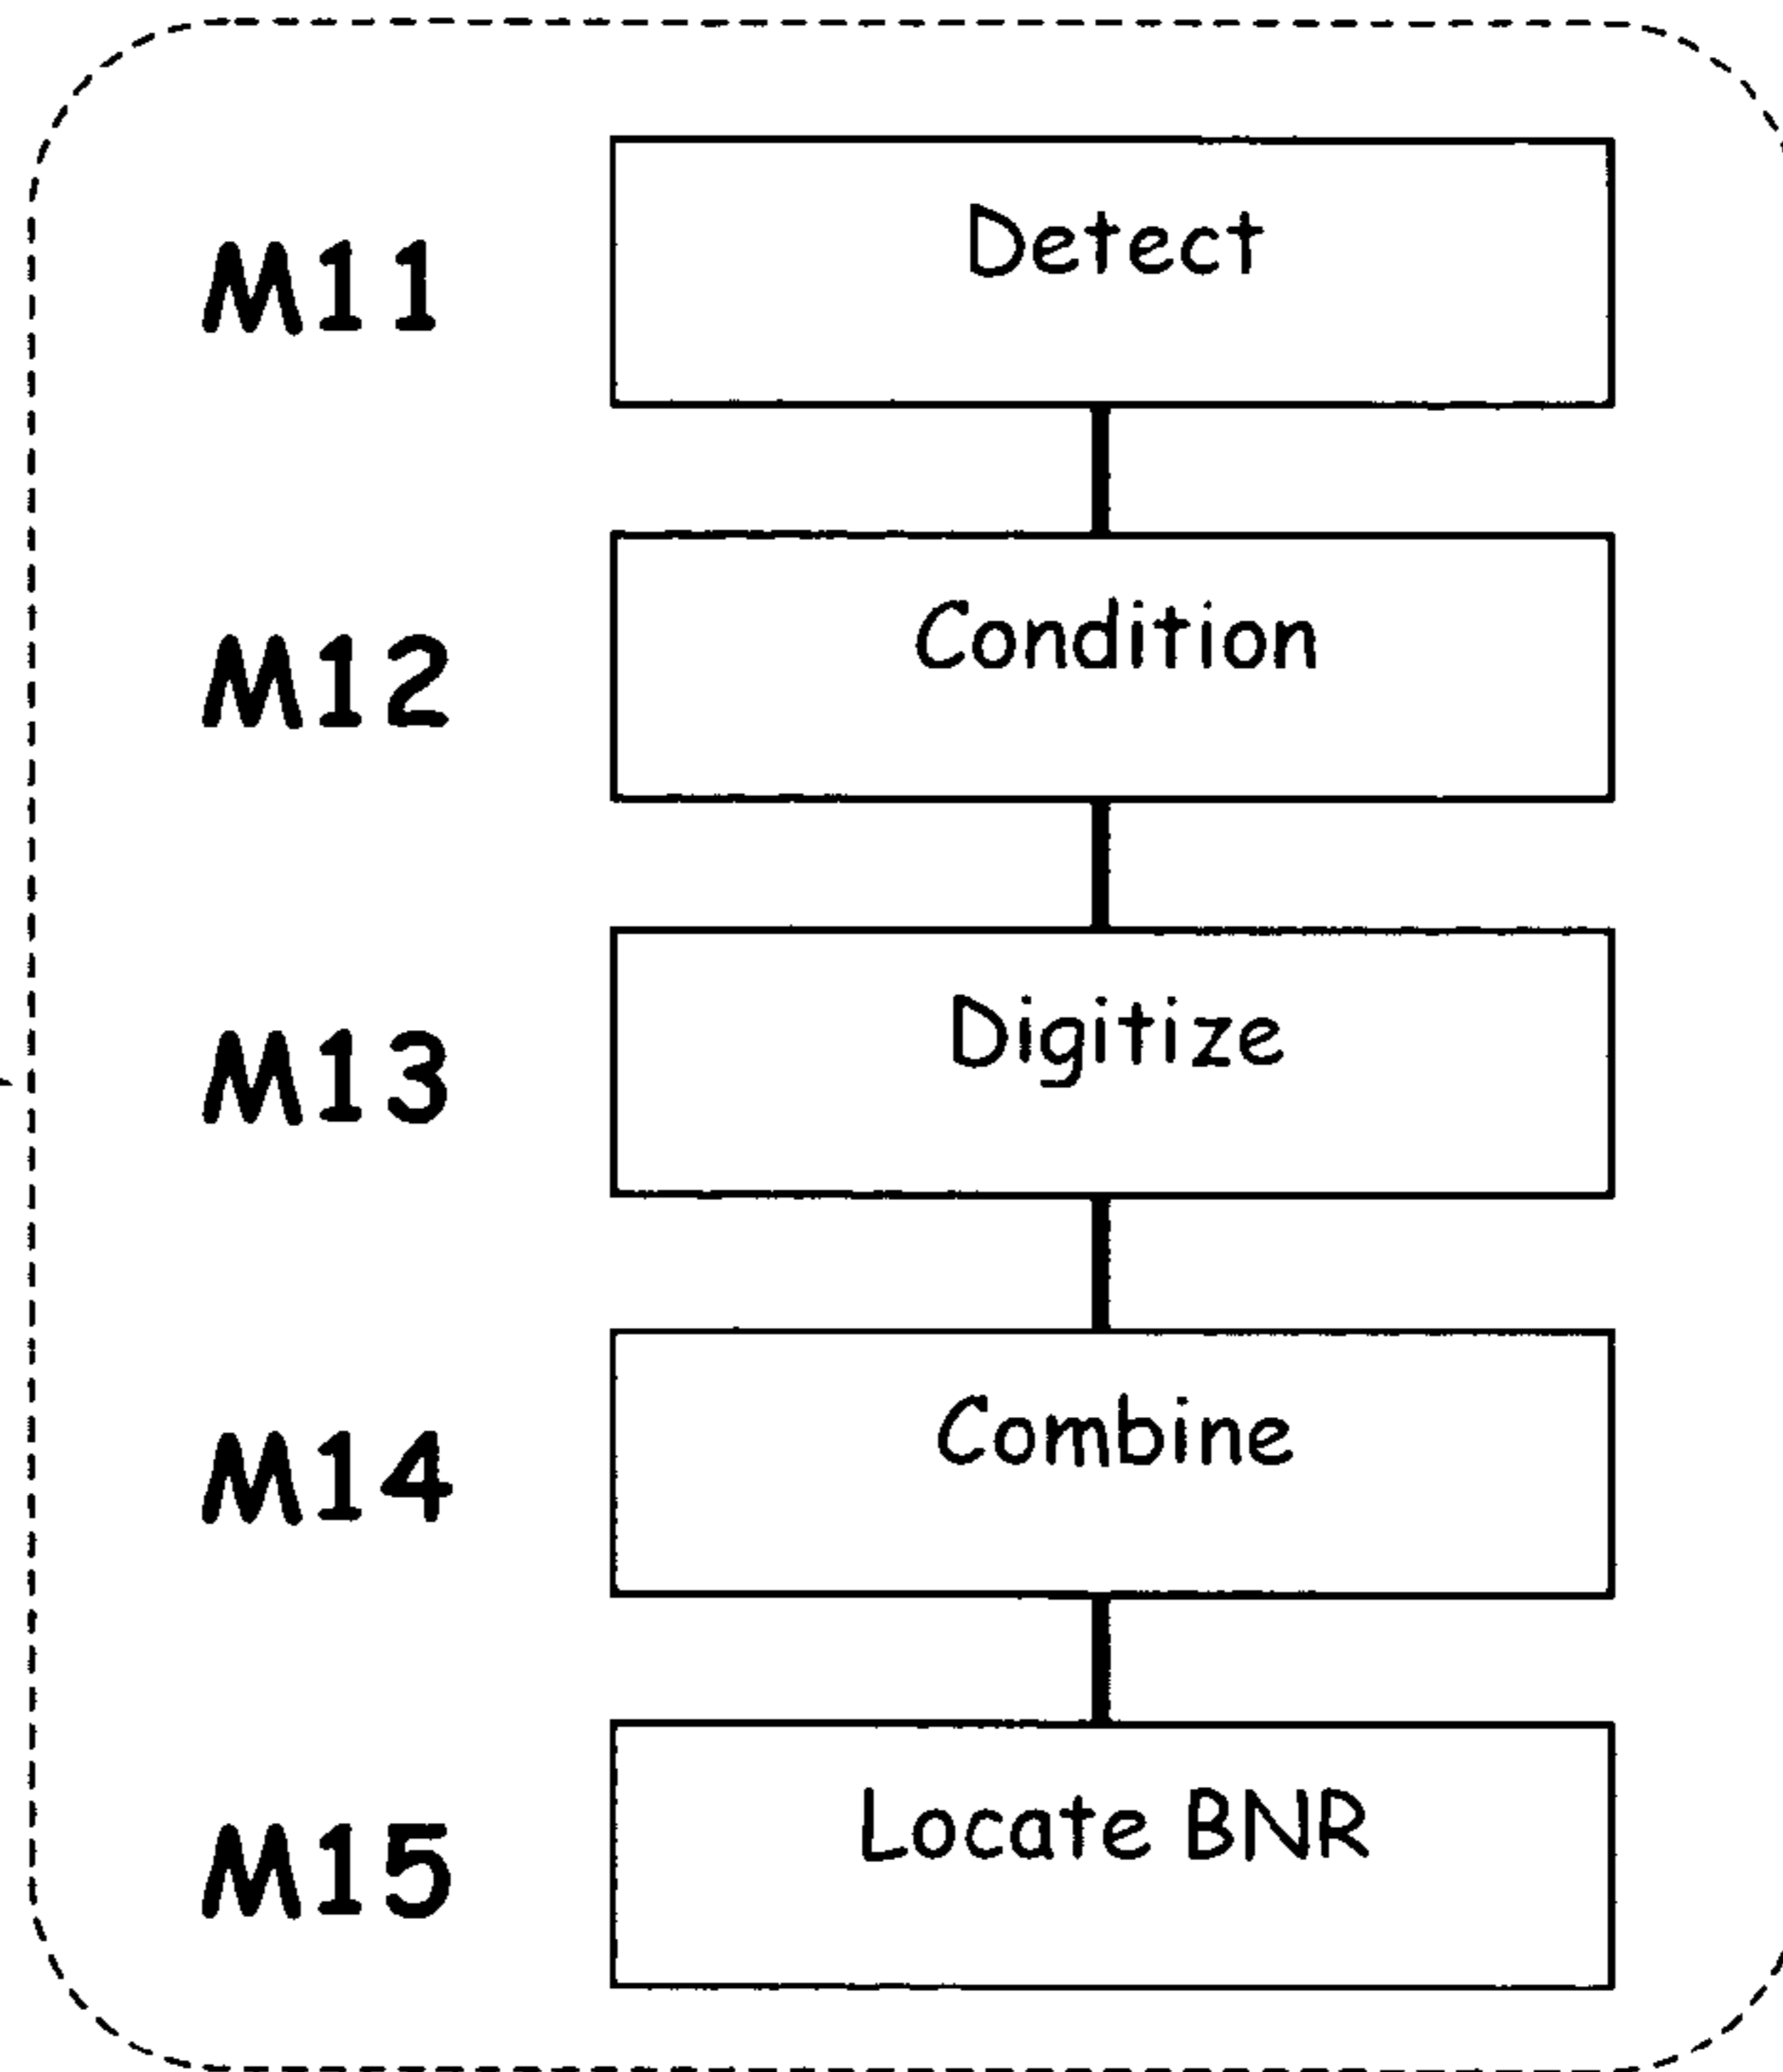 M11 Detect
M12 Condition
M13 Digitize
M14 Combine
M15 Locate BNR